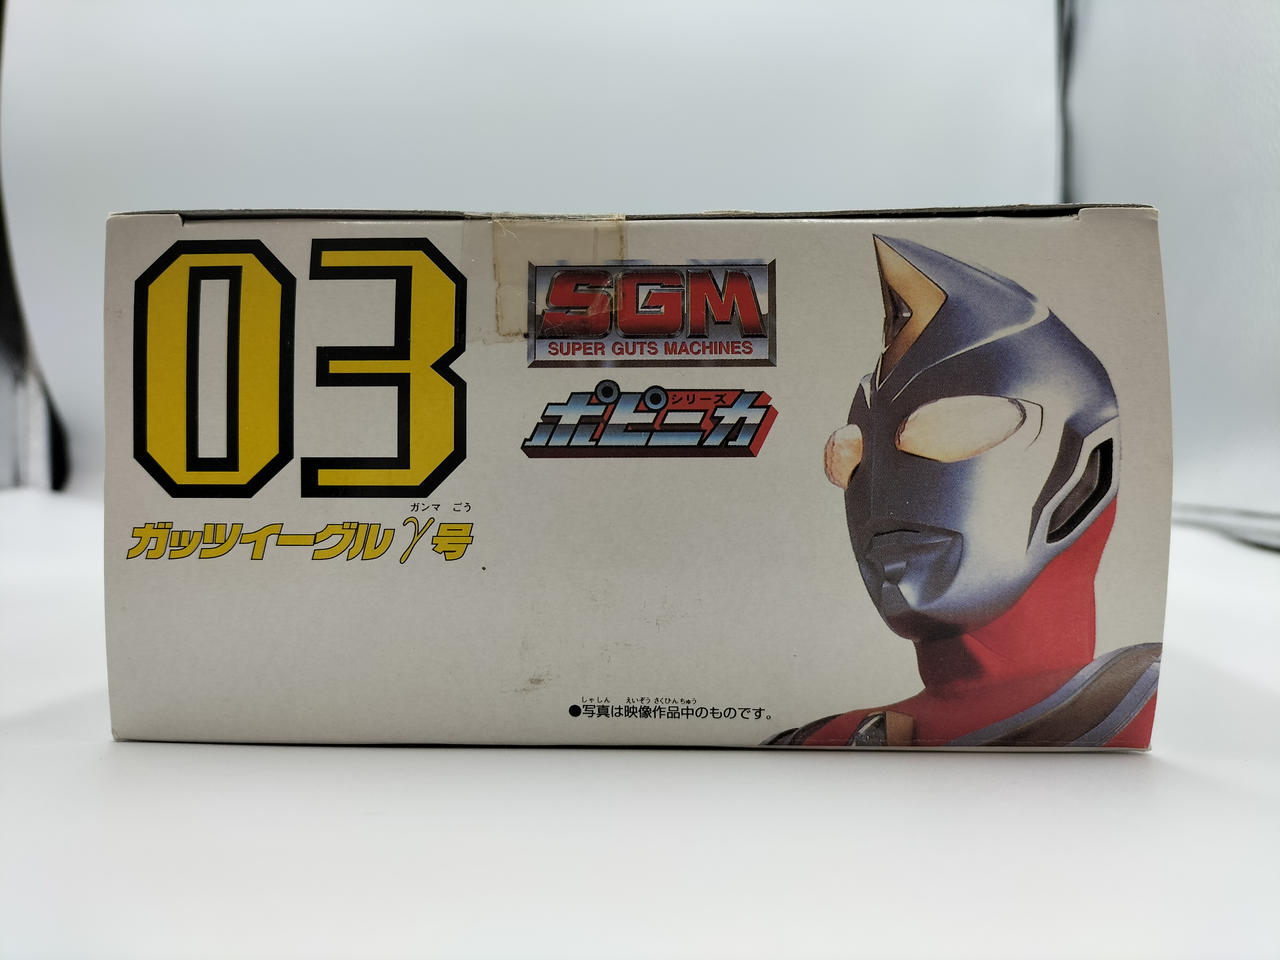 03
ガンマ ごう
ガッツイーグルγ号
SGM
SUPER GUTS MACHINES
ポピニカ シリーズ
しゃしん えいぞう さくひんちゅう
●写真は映像作品中のものです。